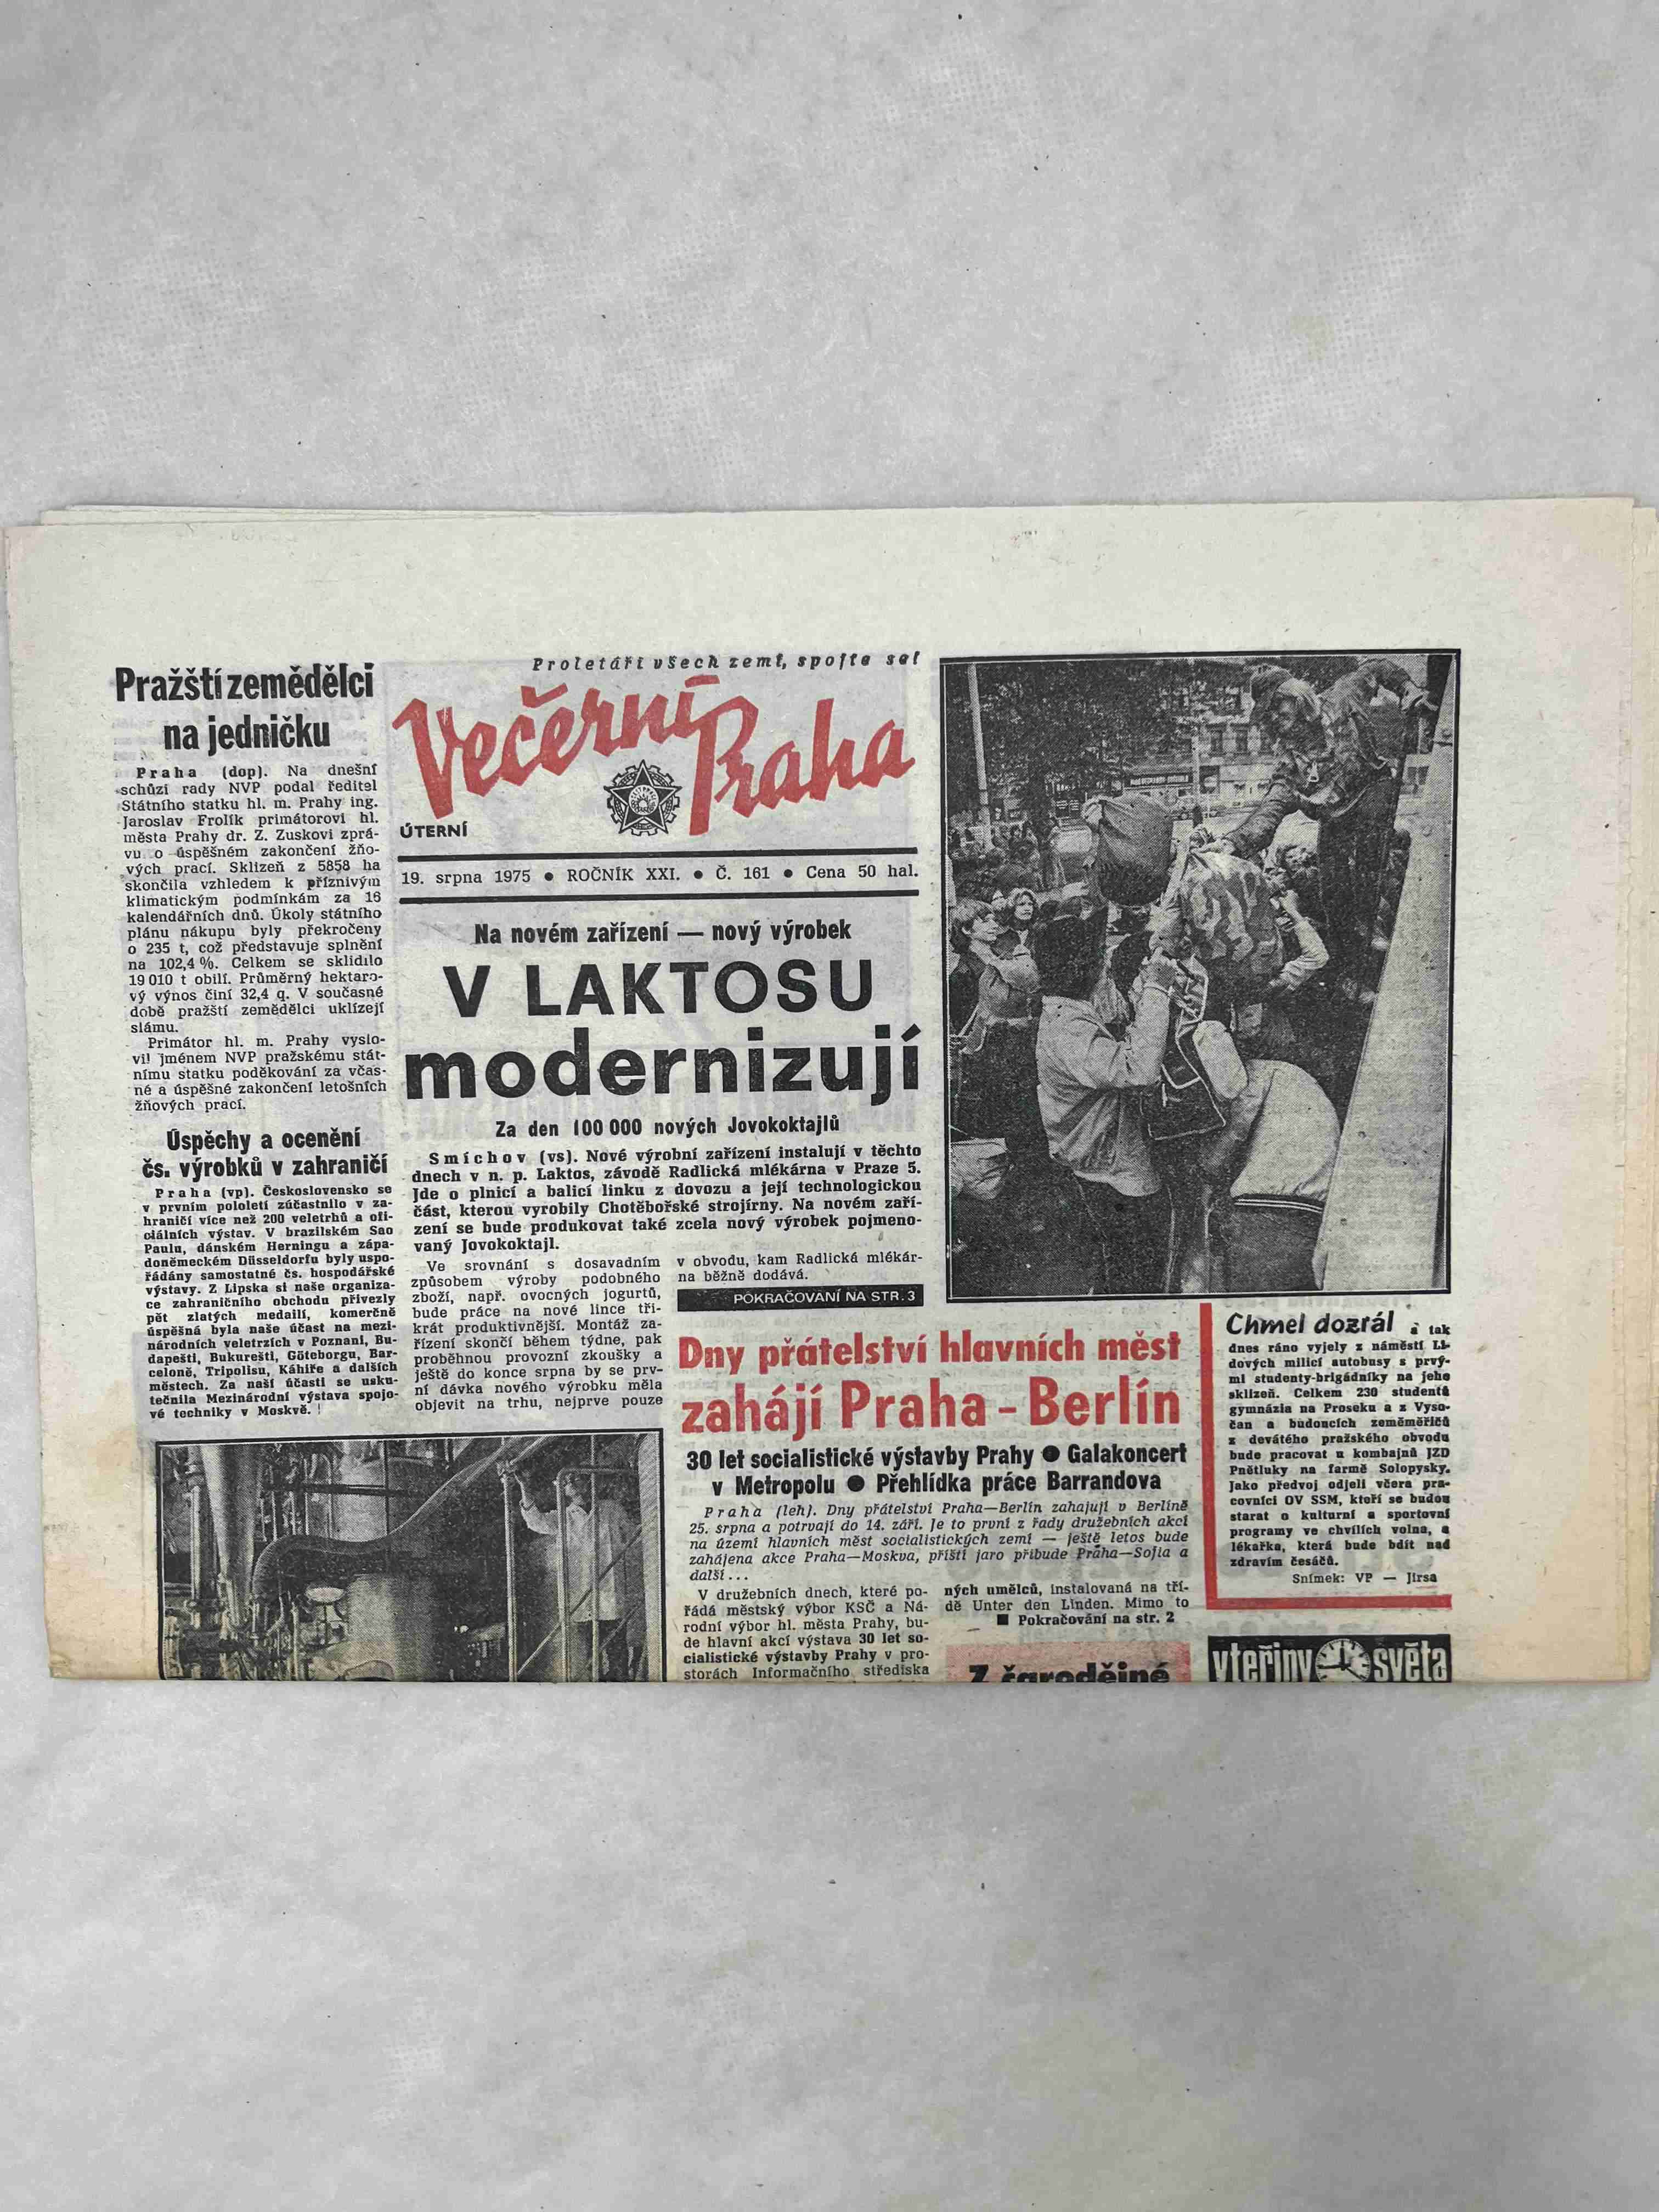 Pražští zemědělci
na jedničku
Praha (dop). Na dnešní
schůzi rady NVP podal ředitel
Státního statku hl. m. Prahy ing.
Jaroslav Frolík primátorovi hl.
města Prahy dr. Z. Zuskovi zprá-
vu o úspěšném zakončení žňo-
vých prací. Sklizeň z 5858 ha
skončila vzhledem k příznivým
klimatickým podmínkám za 16
kalendářních dnů. Úkoly státního
plánu nákupu byly překročeny
o 235 t, což představuje splnění
na 102,4 %. Celkem se sklidilo
19 010 t obilí. Průměrný hektaro-
vý výnos činí 32,4 q. V současné
době pražští zemědělci uklízejí
slámu.
Primátor hl. m. Prahy vyslo-
vil jménem NVP pražskému stát-
nímu statku poděkování za včas-
né a úspěšné zakončení letošních
žňových prací.
Úspěchy a ocenění
čs. výrobků v zahraničí
Praha (vp). Československo se
v prvním pololetí zúčastnilo v za-
hraničí více než 200 veletrhů a ofi-
ciálních výstav. V brazilském Sao
Paulu, dánském Herningu a zápa-
doněmeckém Düsseldorfu byly uspo-
řádány samostatné čs. hospodářské
výstavy. Z Lipska si naše organiza-
ce zahraničního obchodu přivezly
pět zlatých medailí, komerčně
úspěšná byla naše účast na mezi-
národních veletrzích v Poznani, Bu-
dapešti, Bukurešti, Göteborgu, Bar-
celoně, Tripolisu, Káhiře a dalších
městech. Za naší účasti se usku-
tečnila Mezinárodní výstava spojo-
vé techniky v Moskvě.
Proletáři všech zemí, spojte se!
Večerní Praha
ÚTERNÍ
19. srpna 1975 ● ROČNÍK XXI. ● Č. 161 ● Cena 50 hal.
Na novém zařízení — nový výrobek
V LAKTOSU
modernizují
Za den 100 000 nových Jovokoktajlů
Smíchov (vs). Nové výrobní zařízení instalují v těchto
dnech v n. p. Laktos, závodě Radlická mlékárna v Praze 5.
Jde o plnicí a balicí linku z dovozu a její technologickou
část, kterou vyrobily Chotěbořské strojírny. Na novém zaří-
zení se bude produkovat také zcela nový výrobek pojmeno-
vaný Jovokoktajl.
Ve srovnání s dosavadním
způsobem výroby podobného
zboží, např. ovocných jogurtů,
bude práce na nové lince tři-
krát produktivnější. Montáž za-
řízení skončí během týdne, pak
proběhnou provozní zkoušky a
ještě do konce srpna by se prv-
ní dávka nového výrobku měla
objevit na trhu, nejprve pouze
v obvodu, kam Radlická mlékár-
na běžně dodává.
POKRAČOVÁNÍ NA STR. 3
Dny přátelství hlavních měst
zahájí Praha – Berlín
30 let socialistické výstavby Prahy ● Galakoncert
v Metropolu ● Přehlídka práce Barrandova
Praha (leh). Dny přátelství Praha—Berlín zahajují v Berlíně
25. srpna a potrvají do 14. září. Je to první z řady družebních akcí
na území hlavních měst socialistických zemí — ještě letos bude
zahájena akce Praha—Moskva, příští jaro přibude Praha—Sofia a
další...
V družebních dnech, které po-
řádá městský výbor KSČ a Ná-
rodní výbor hl. města Prahy, bu-
de hlavní akcí výstava 30 let so-
cialistické výstavby Prahy v pro-
storách Informačního střediska
ných umělců, instalovaná na tří-
dě Unter den Linden. Mimo to
■ Pokračování na str. 2
Z čarodějné
Chmel dozrál a tak
dnes ráno vyjely z náměstí Li-
dových milicí autobusy s prvý-
mi studenty-brigádníky na jeho
sklizeň. Celkem 230 studentů
gymnázia na Proseku a z Vyso-
čan a budoucích zeměměřičů
z devátého pražského obvodu
bude pracovat u kombajnů JZD
Pnětluky na farmě Solopysky.
Jako předvoj odjeli včera pra-
covníci OV SSM, kteří se budou
starat o kulturní a sportovní
programy ve chvílích volna, a
lékařka, která bude bdít nad
zdravím česáčů.
Snímek: VP — Jirsa
vteřiny světa